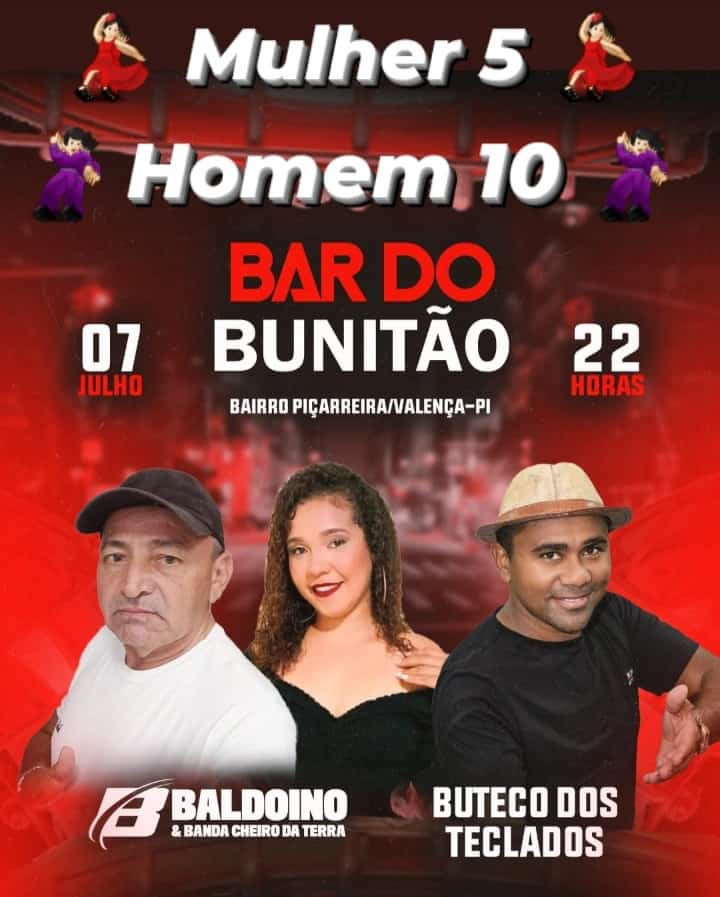 Mulher 5
Homem 10
BAR DO
BUNITÃO
07
JULHO
22
HORAS
BAIRRO PIÇARREIRA/VALENÇA-PI
B BALDOINO
& BANDA CHEIRO DA TERRA
BUTECO DOS
TECLADOS